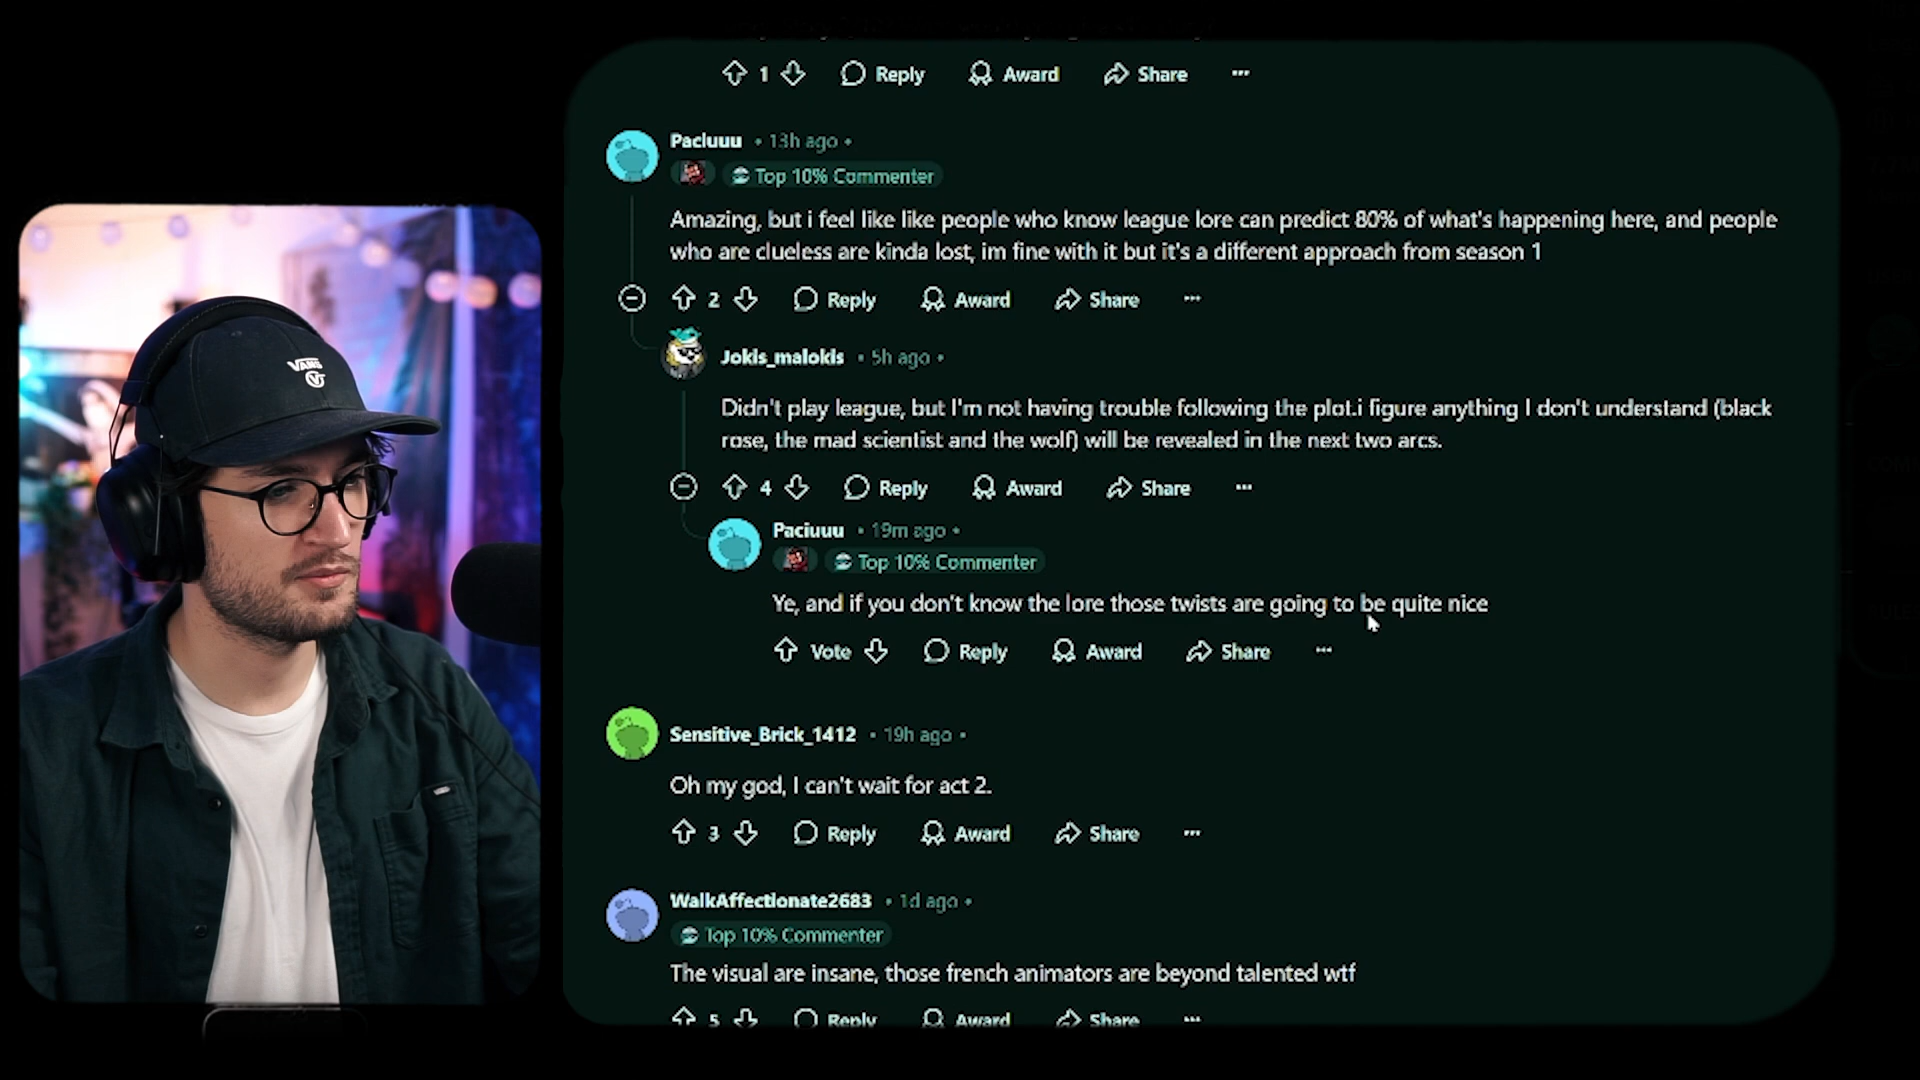 1 Reply Award Share
Paciuuu • 13h ago •
Top 10% Commenter
Amazing, but i feel like like people who know league lore can predict 80% of what's happening here, and people
who are clueless are kinda lost, im fine with it but it's a different approach from season 1
2 Reply Award Share
Jokis_malokis • 5h ago •
Didn't play league, but I'm not having trouble following the plot.i figure anything I don't understand (black
rose, the mad scientist and the wolf) will be revealed in the next two arcs.
4 Reply Award Share
Paciuuu • 19m ago •
Top 10% Commenter
Ye, and if you don't know the lore those twists are going to be quite nice
Vote Reply Award Share
Sensitive_Brick_1412 • 19h ago •
Oh my god, I can't wait for act 2.
3 Reply Award Share
WalkAffectionate2683 • 1d ago •
Top 10% Commenter
The visual are insane, those french animators are beyond talented wtf
5 Reply Award Share
VANS